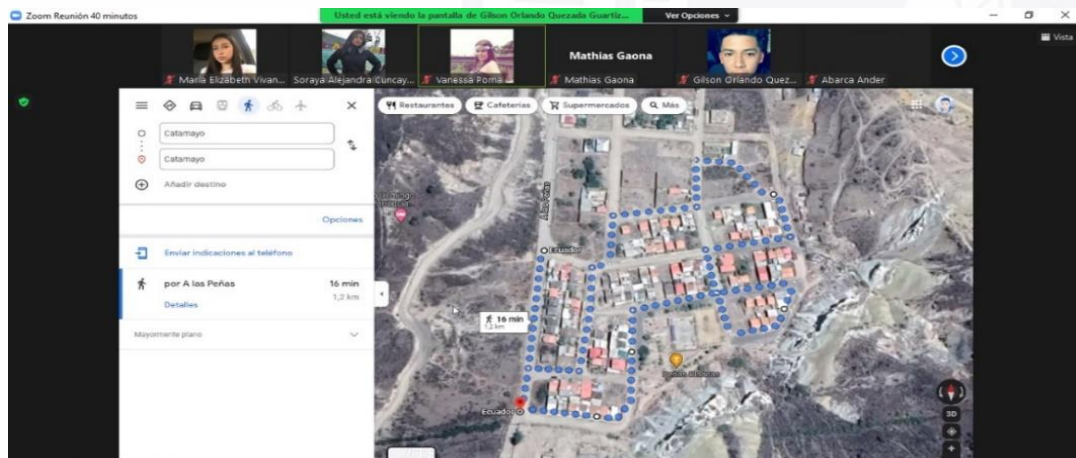 Zoom Reunión 40 minutos
Usted está viendo la pantalla de Gilson Orlando Quezada Guartiz...
Ver Opciones
Vista
Mathias Gaona
María Elizabeth Vivan...
Soraya Alejandra Cuncay...
Vanessa Poma
Mathias Gaona
Gilson Orlando Quez...
Abarca Ander
Catamayo
Catamayo
Añadir destino
Opciones
Enviar indicaciones al teléfono
por A las Peñas
16 min
1,2 km
Detalles
Mayormente plano
Restaurantes
Cafeterías
Supermercados
Más
A las Peñas
Ecuador
16 min
1,2 km
Ecuador
3D